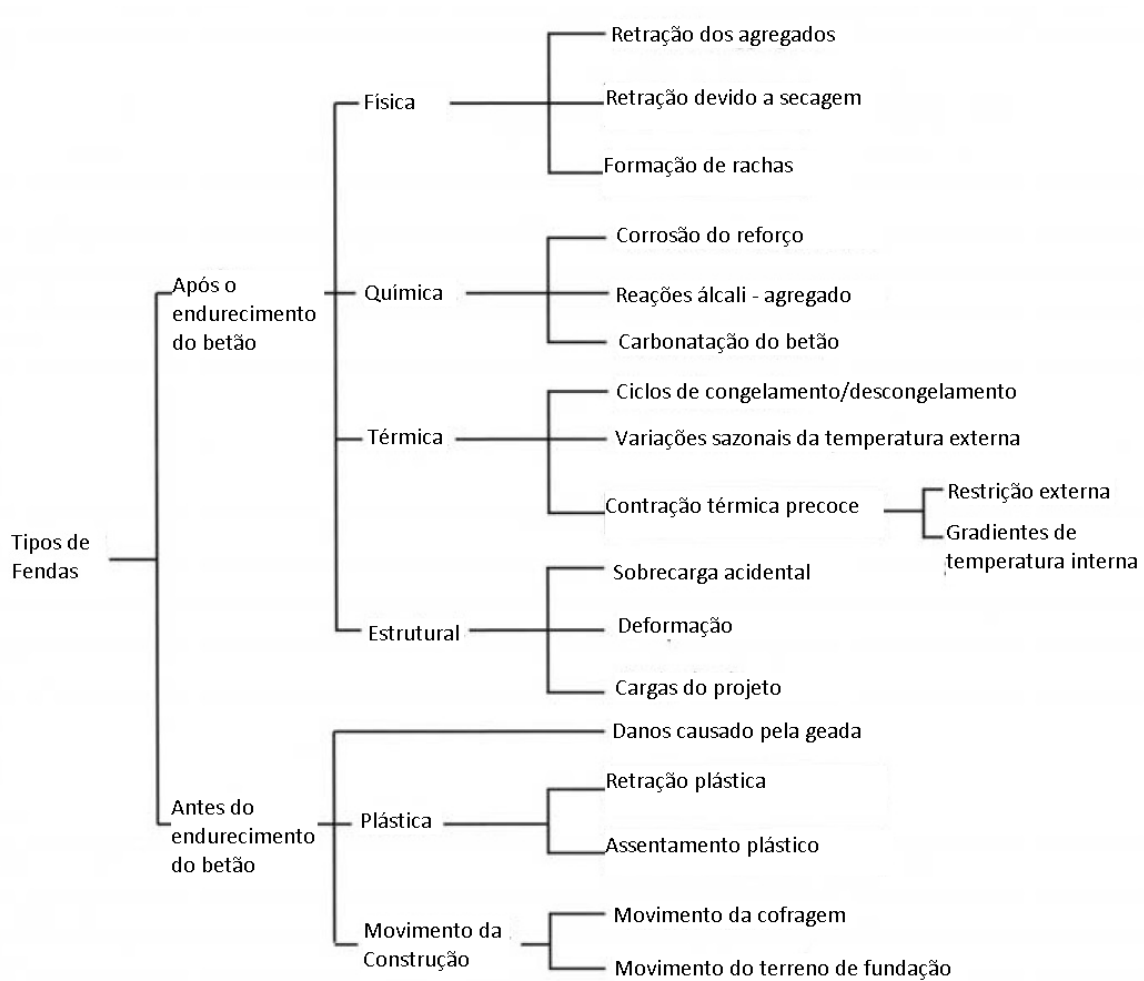 Tipos de
Fendas
Após o
endurecimento
do betão
Física
Retração dos agregados
Retração devido a secagem
Formação de rachas
Química
Corrosão do reforço
Reações álcali - agregado
Carbonatação do betão
Térmica
Ciclos de congelamento/descongelamento
Variações sazonais da temperatura externa
Contração térmica precoce
Restrição externa
Gradientes de
temperatura interna
Estrutural
Sobrecarga acidental
Deformação
Cargas do projeto
Antes do
endurecimento
do betão
Danos causado pela geada
Plástica
Retração plástica
Assentamento plástico
Movimento da
Construção
Movimento da cofragem
Movimento do terreno de fundação